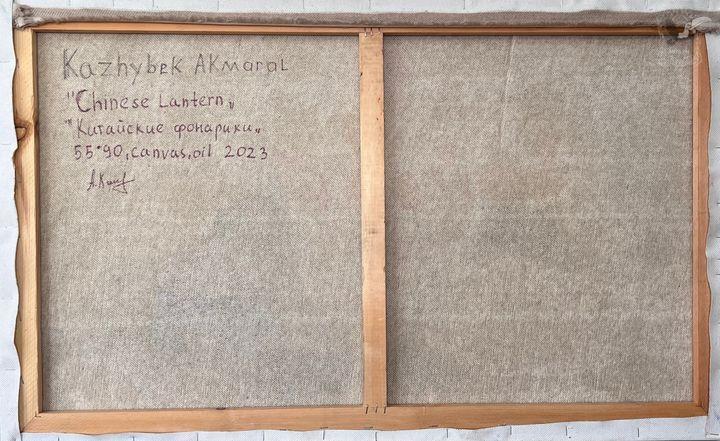 Kazhybek AKmaral
"Chinese Lantern„
"Китайские фонарики„
55*90, canvas, oil 2023